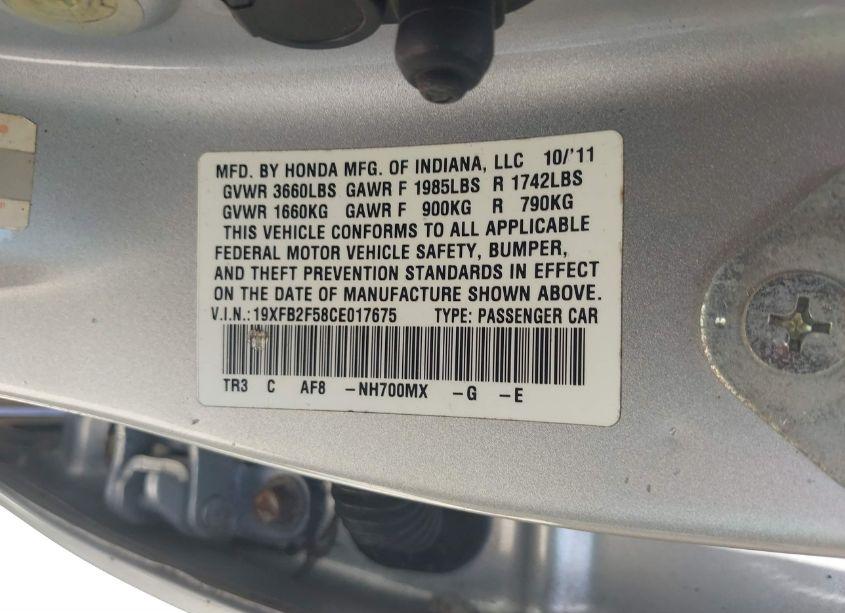 MFD. BY HONDA MFG. OF INDIANA, LLC 10/'11
GVWR 3660LBS GAWR F 1985LBS R 1742LBS
GVWR 1660KG GAWR F 900KG R 790KG
THIS VEHICLE CONFORMS TO ALL APPLICABLE
FEDERAL MOTOR VEHICLE SAFETY, BUMPER,
AND THEFT PREVENTION STANDARDS IN EFFECT
ON THE DATE OF MANUFACTURE SHOWN ABOVE.
V.I.N.: 19XFB2F58CE017675 TYPE: PASSENGER CAR
TR3 C AF8 -NH700MX -G -E